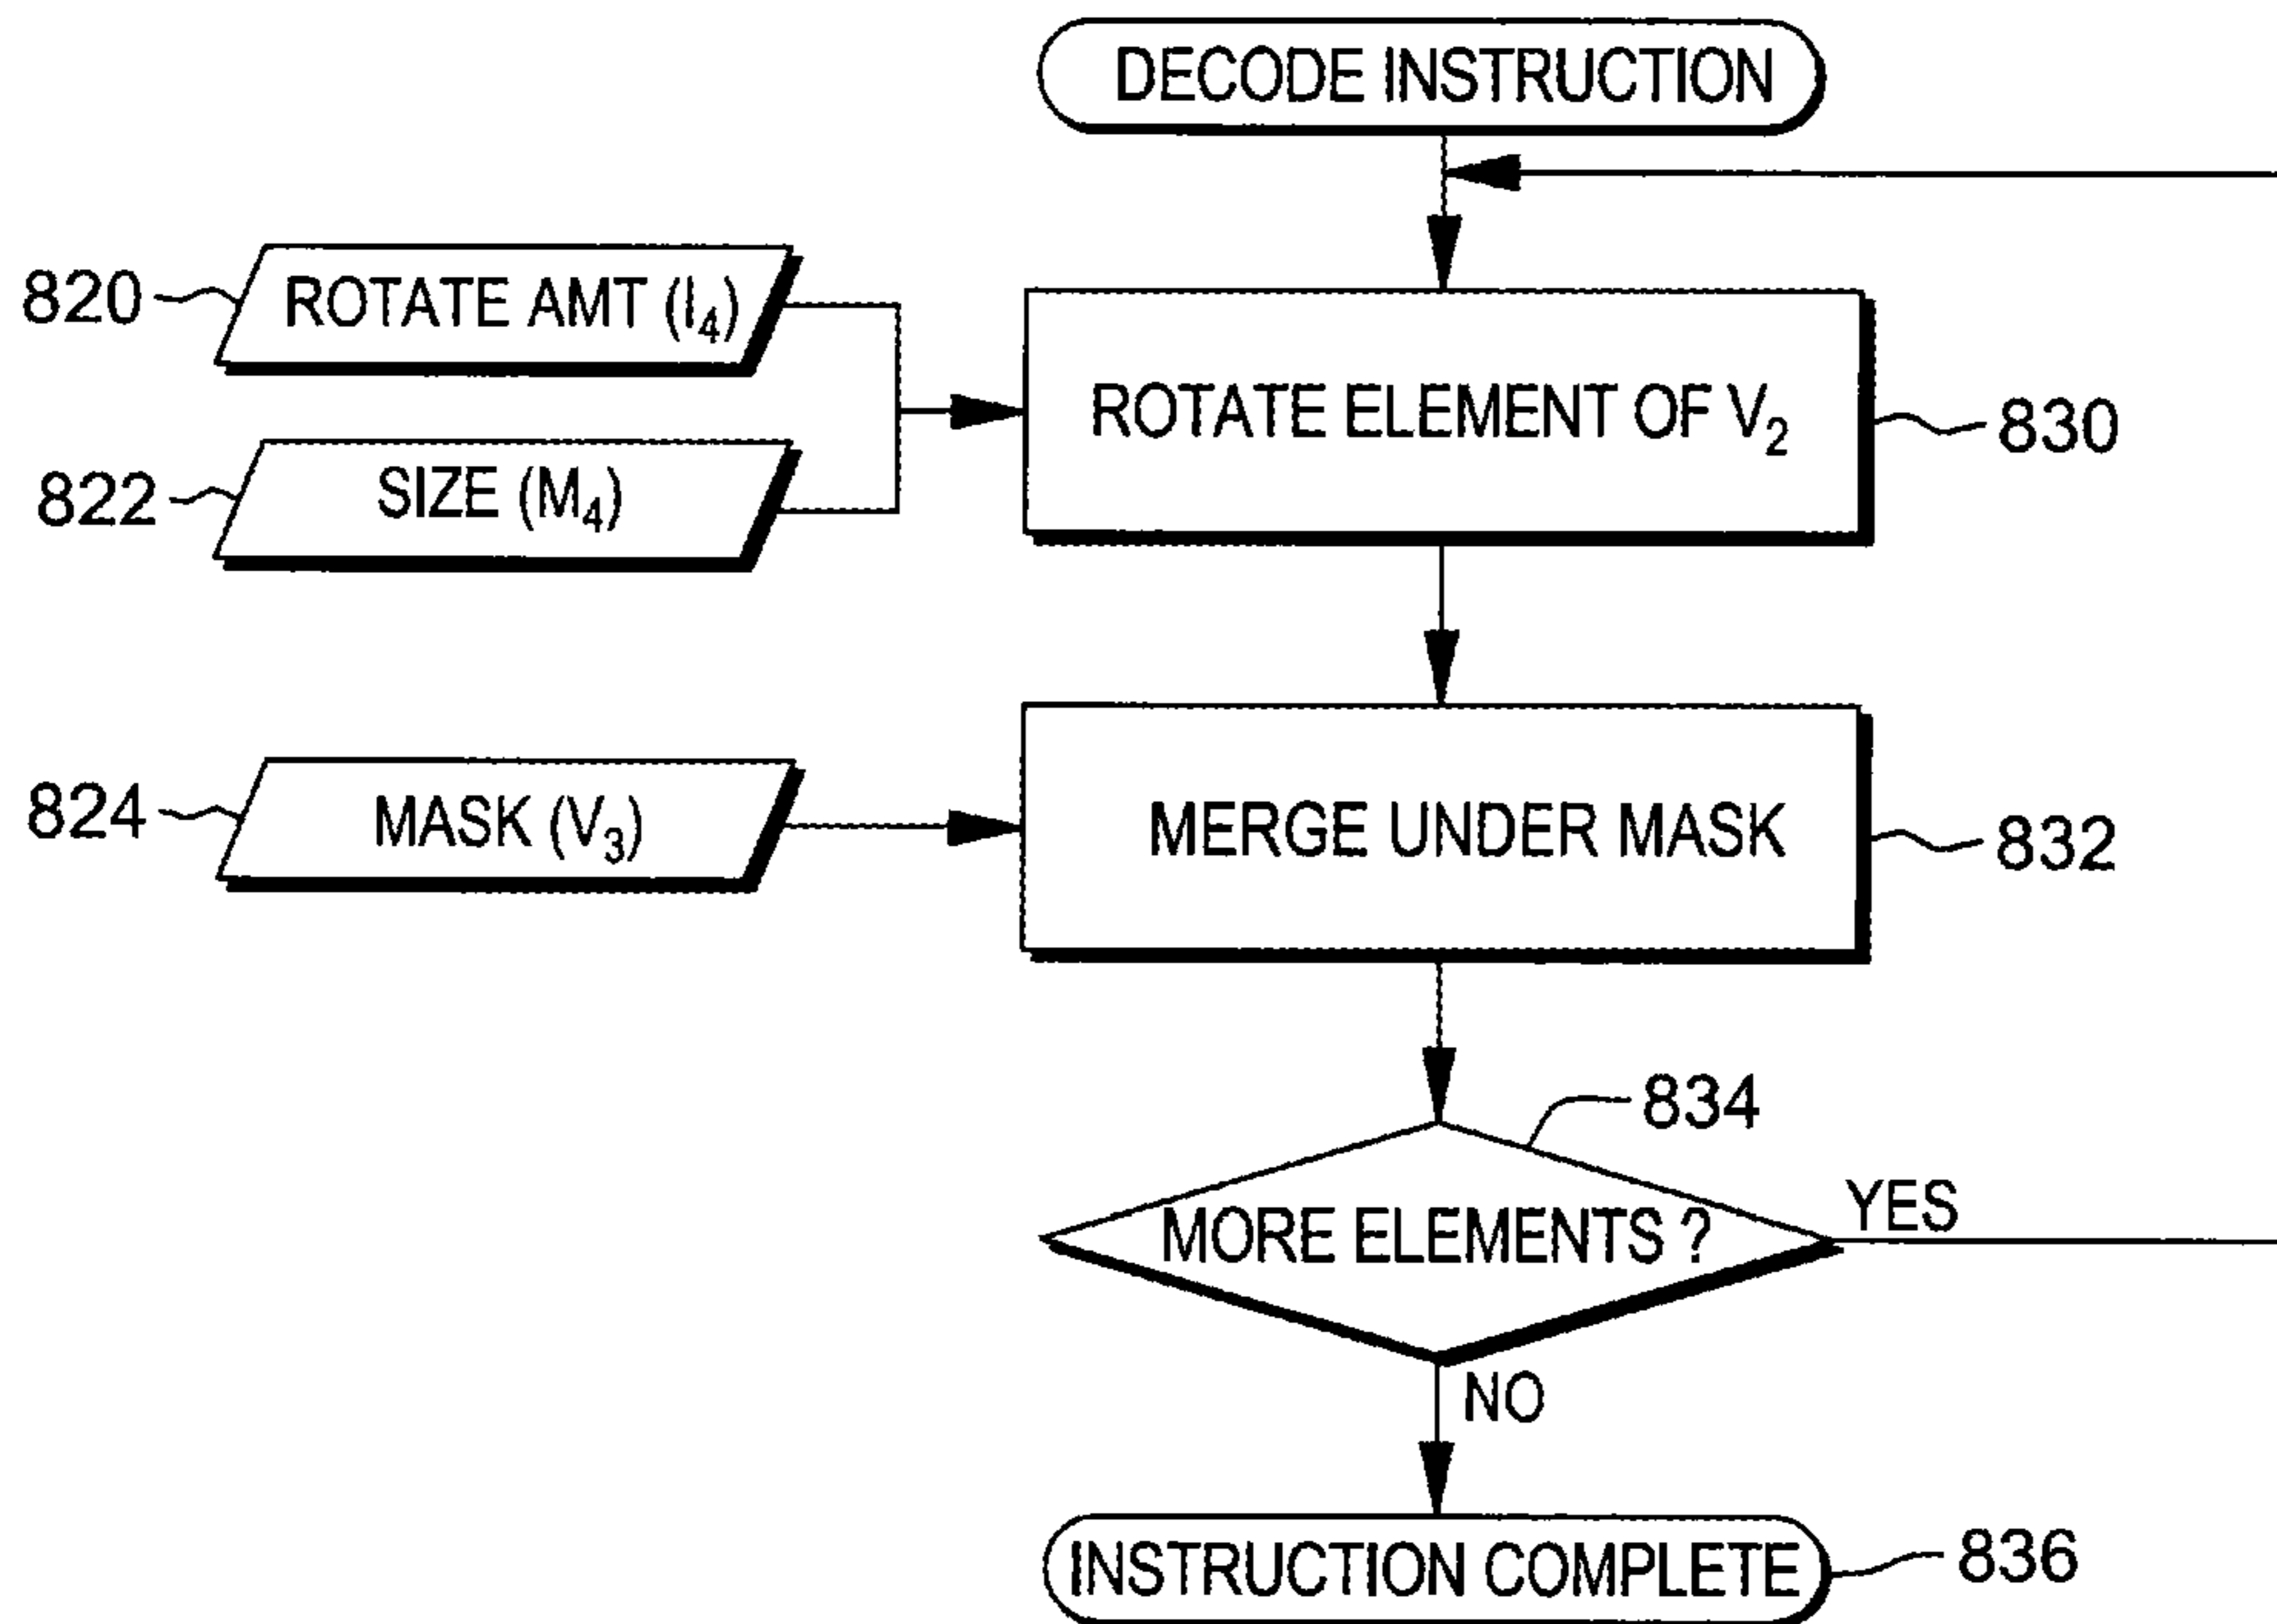 DECODE INSTRUCTION
820
ROTATE AMT (I₄)
822
SIZE (M₄)
ROTATE ELEMENT OF V₂
830
824
MASK (V₃)
MERGE UNDER MASK
832
834
MORE ELEMENTS ?
YES
NO
INSTRUCTION COMPLETE
836